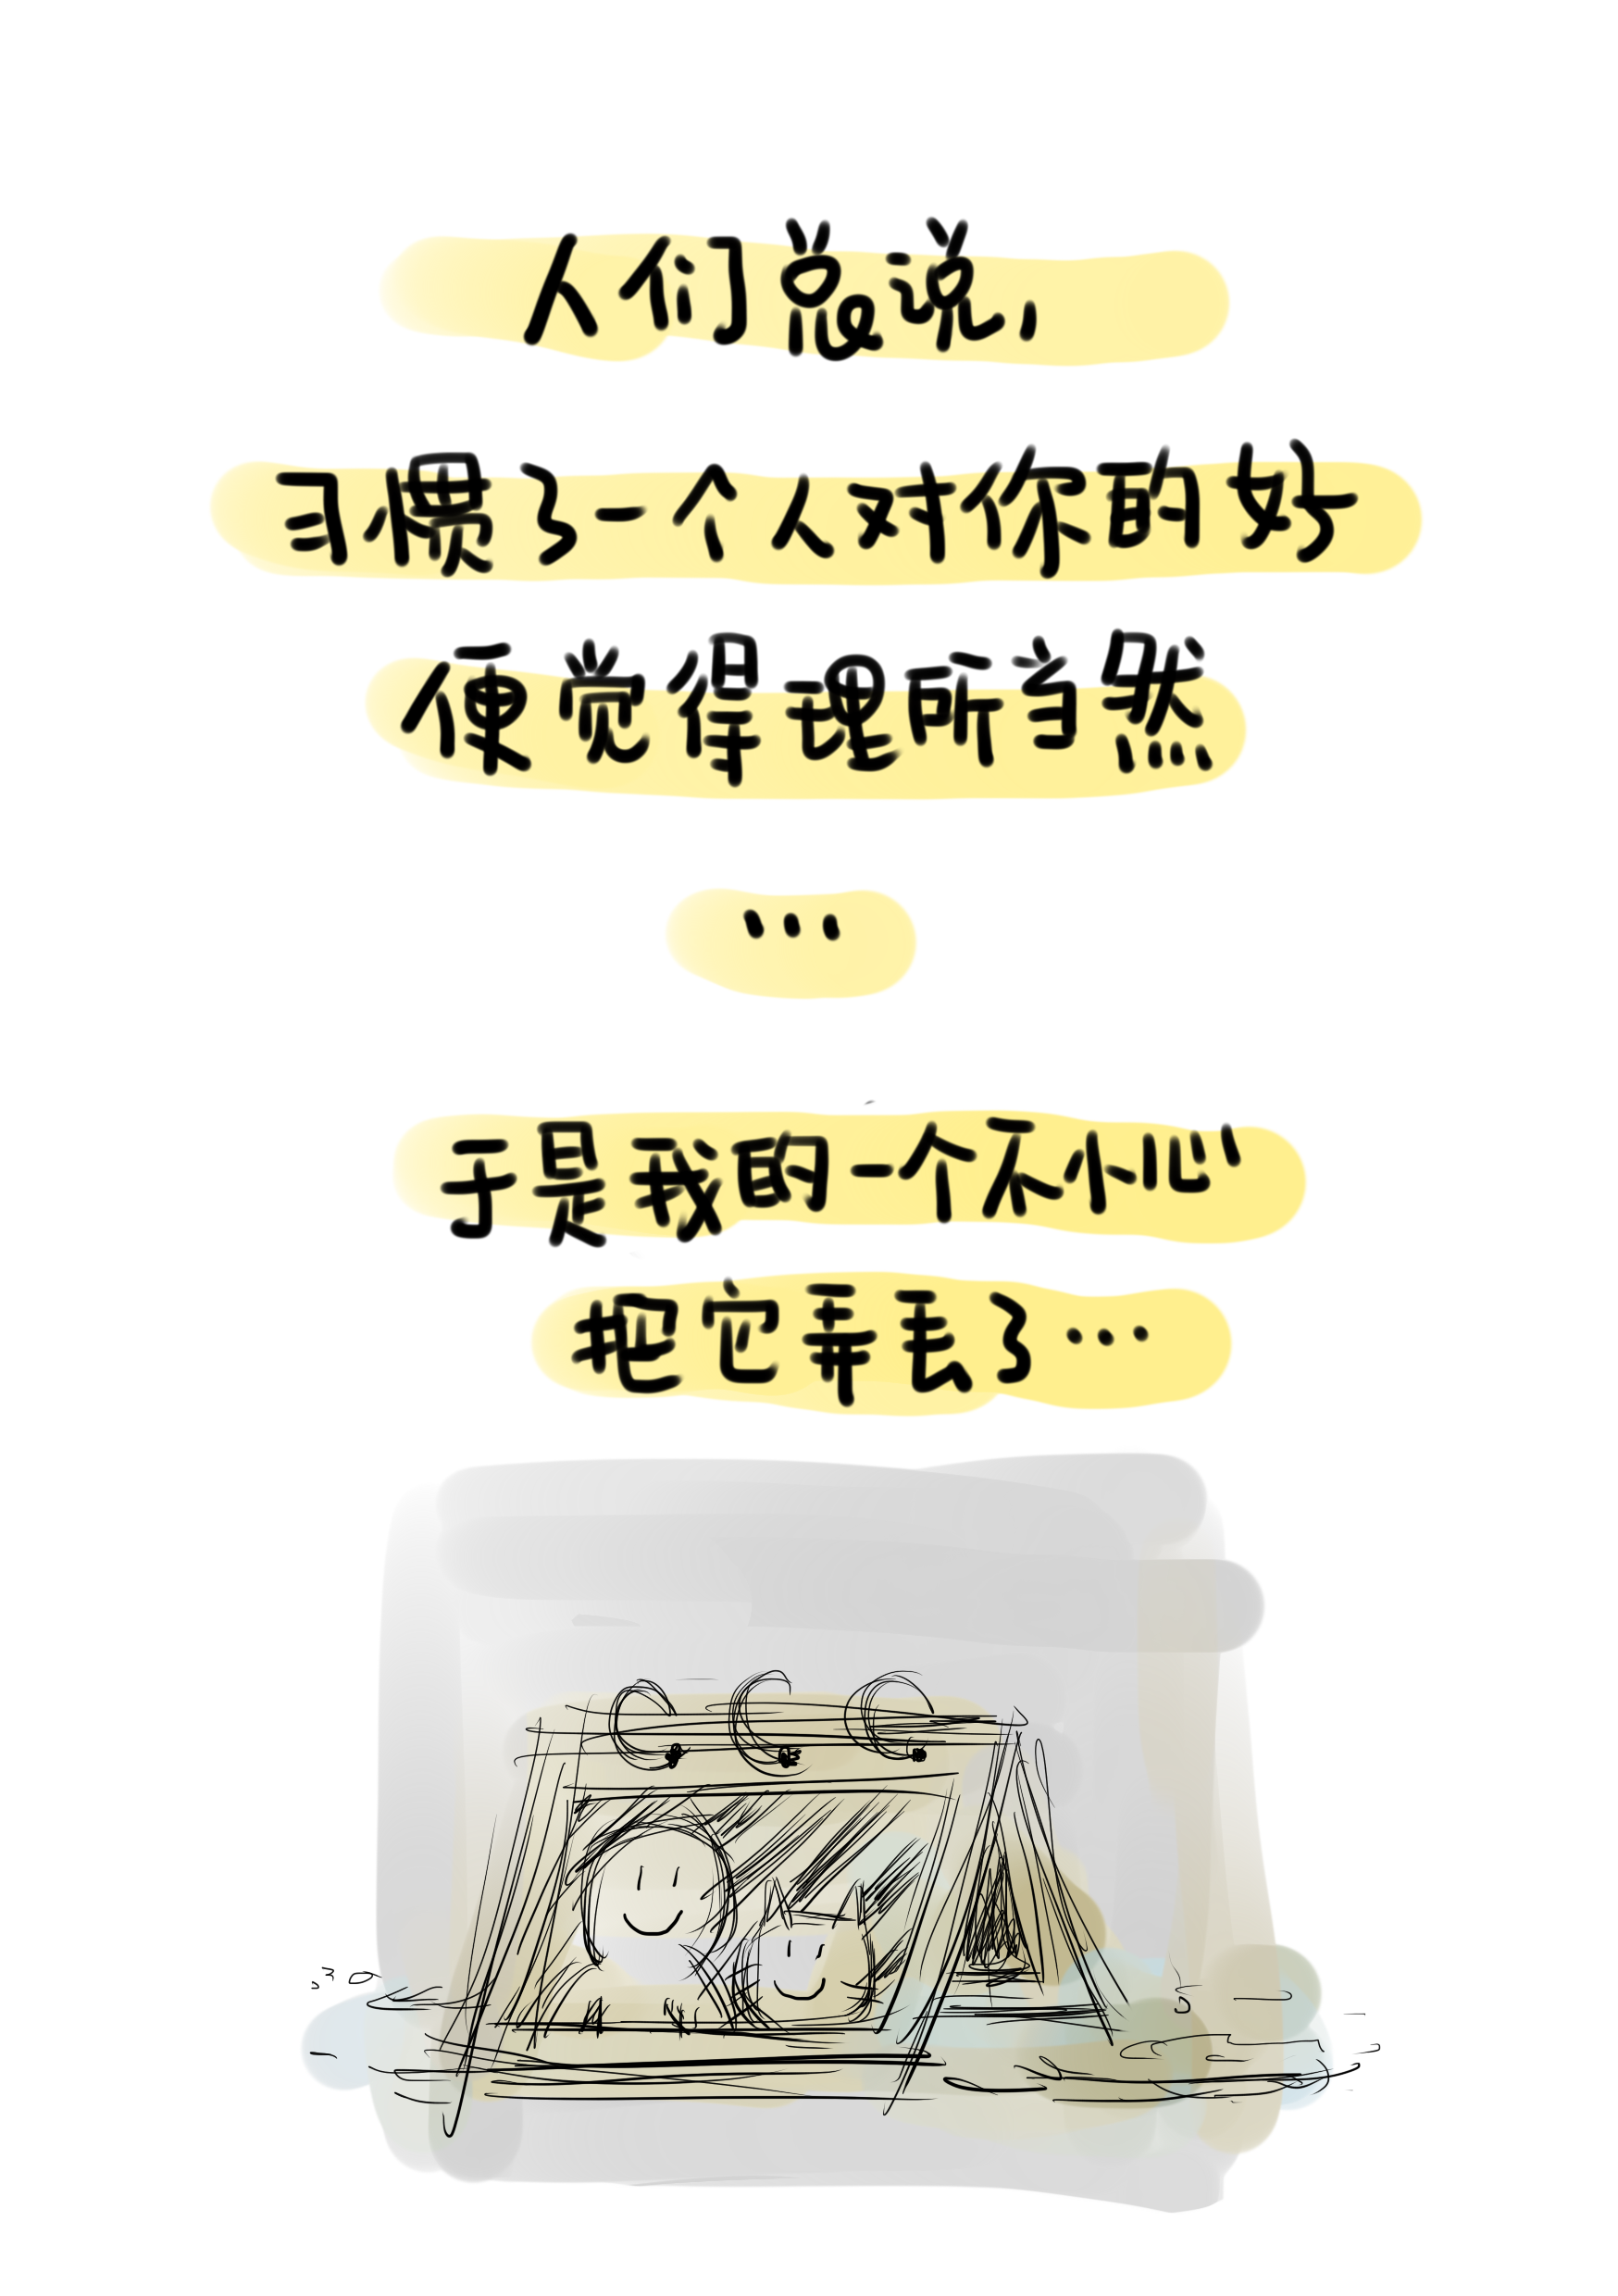 人们总说，
习惯了一个人对你的好
便觉得理所当然
...
于是我的一个不小心
把它弄丢了...